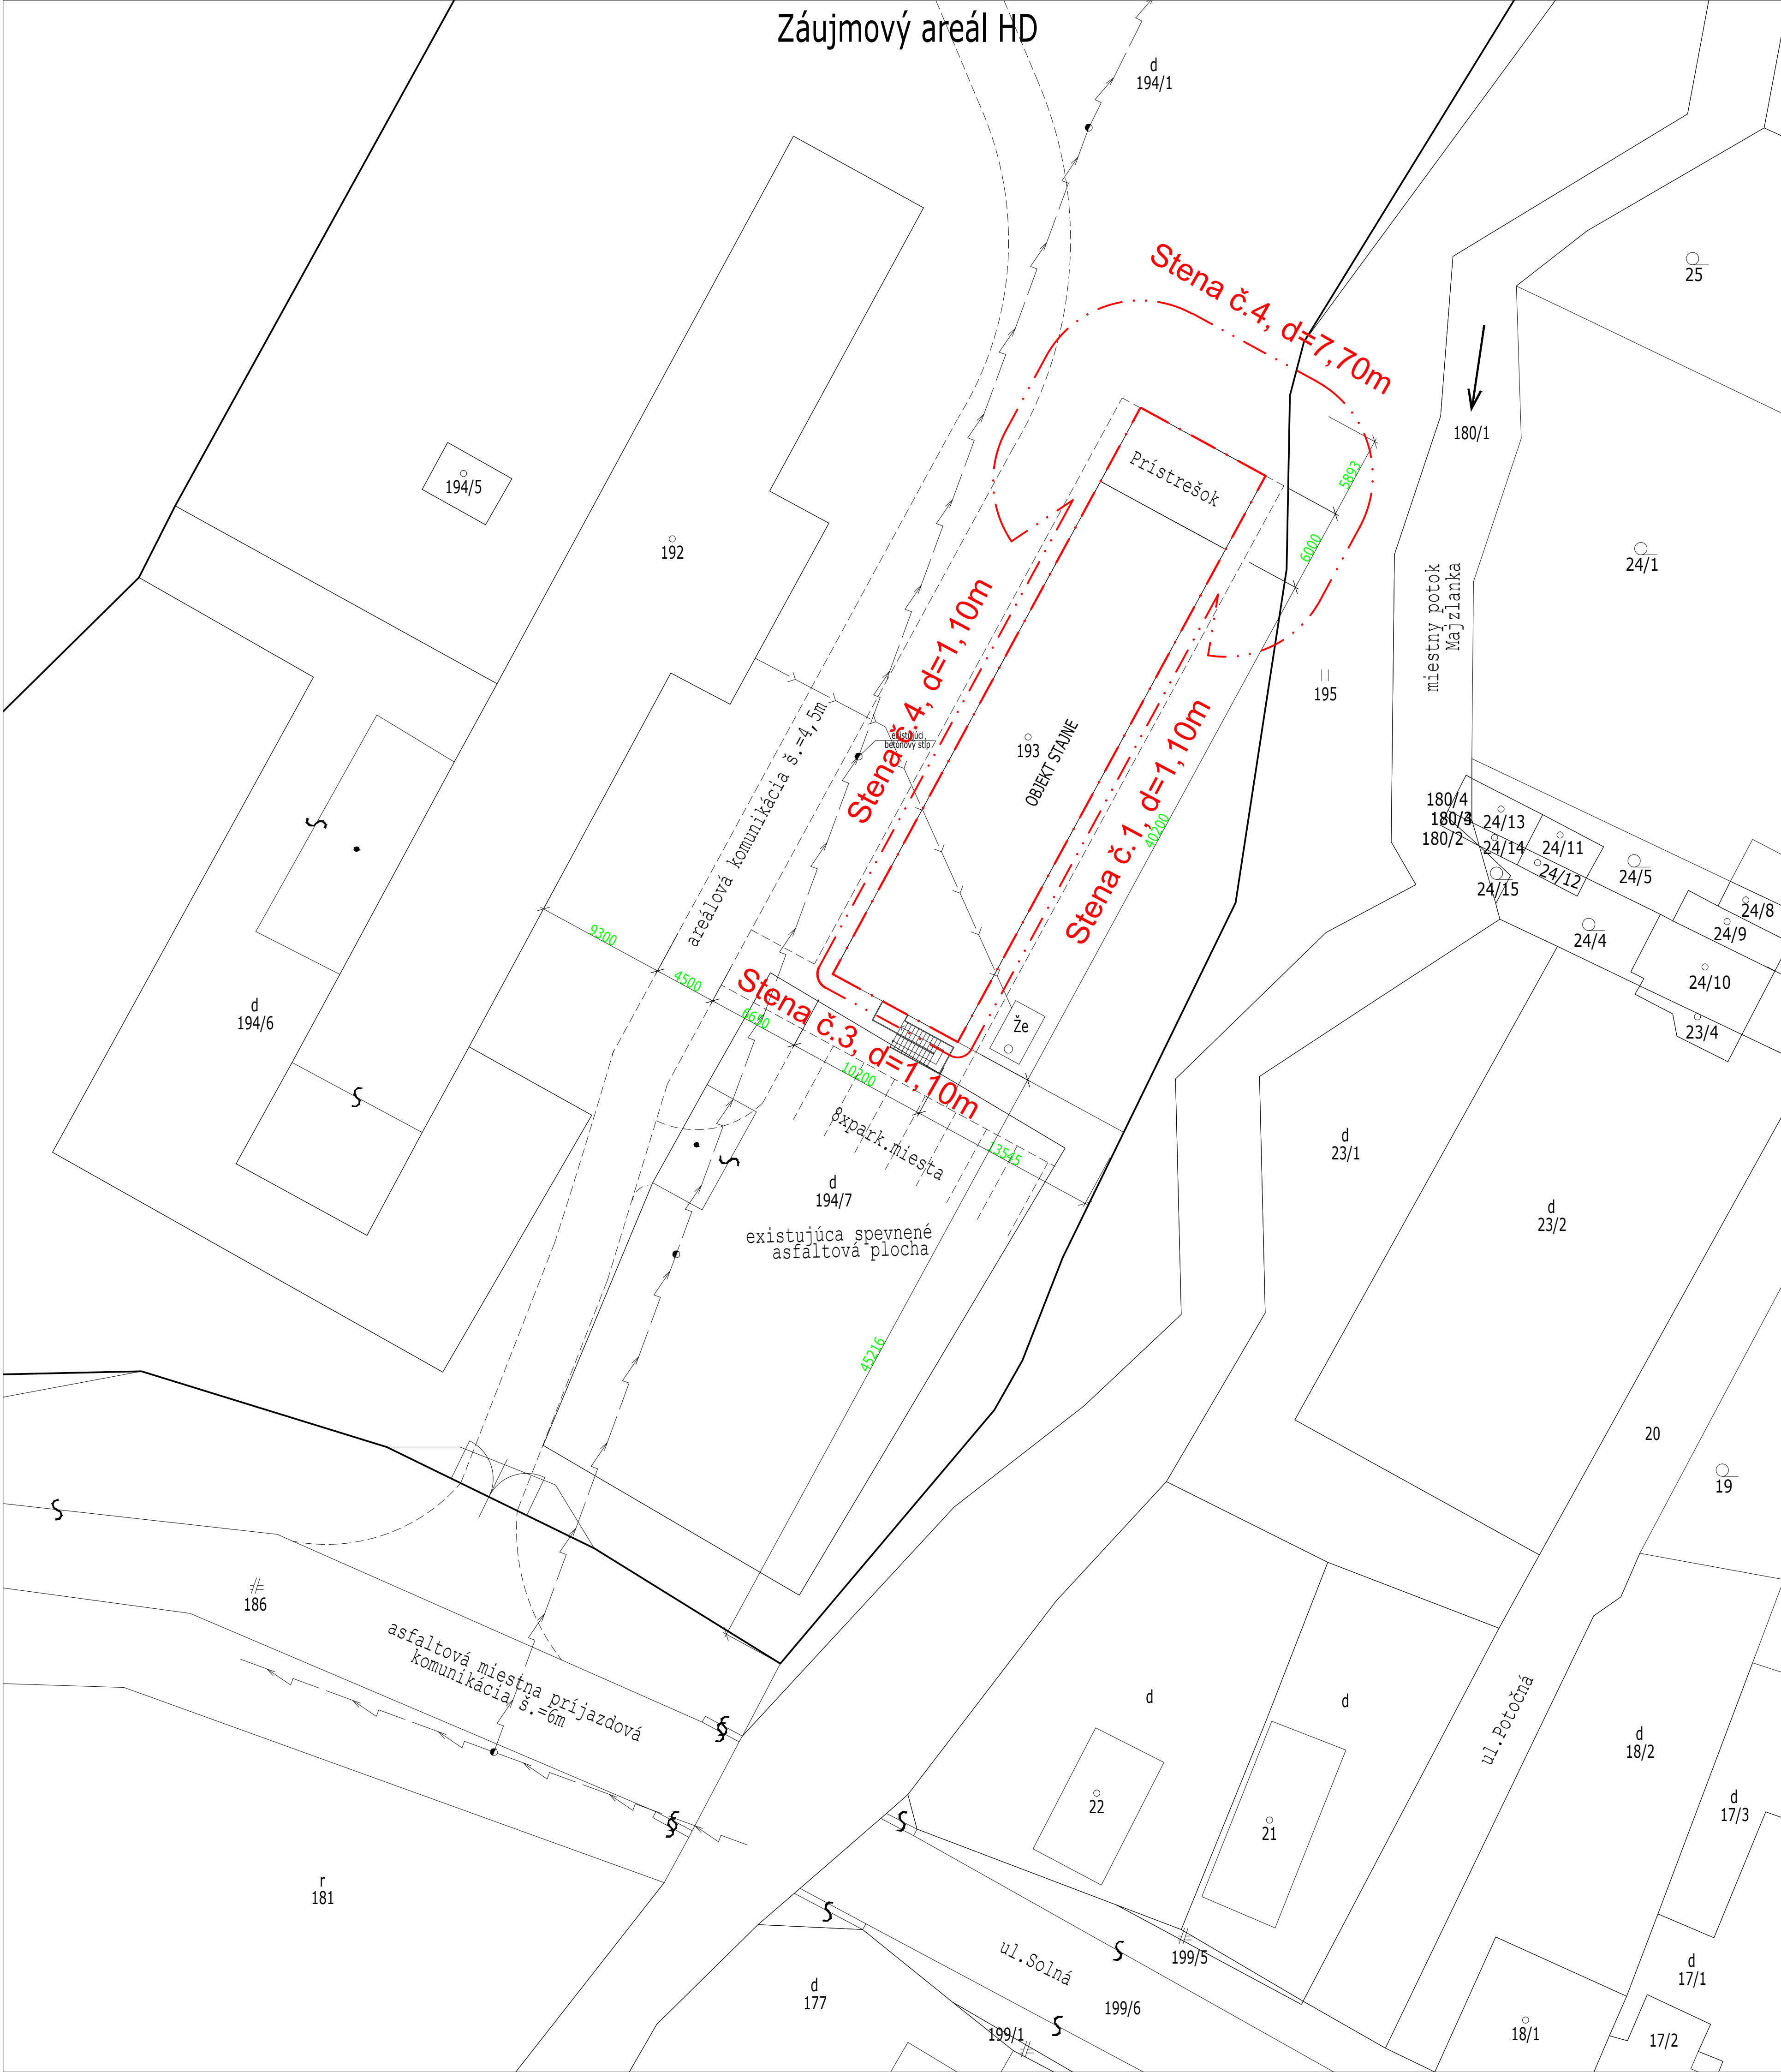 Záujmový areál HD
d
194/1
Stena č.4, d=7,70m
25
180/1
5893
Prístrešok
194/5
192
6000
24/1
miestny potok
Majzlanka
Stena č.4, d=1,10m
195
areálová komunikácia š.=4,5m
existujúci
betónový stĺp
193
OBJEKT STAJNE
Stena č.1, d=1,10m
40200
180/4
180/3
180/2
24/13
24/14
24/11
24/12
24/15
24/5
24/8
24/9
24/4
24/10
23/4
9300
4500
6650
10200
13545
Stena č.3, d=1,10m
Že
d
194/6
8xpark.miesta
d
194/7
existujúca spevnené
asfaltová plocha
d
23/1
d
23/2
45216
20
19
186
asfaltová miestna príjazdová
komunikácia š.=6m
d
d
ul.Potočná
d
18/2
d
17/3
22
21
r
181
ul.Solná
199/5
199/6
199/1
d
177
d
17/1
18/1
17/2